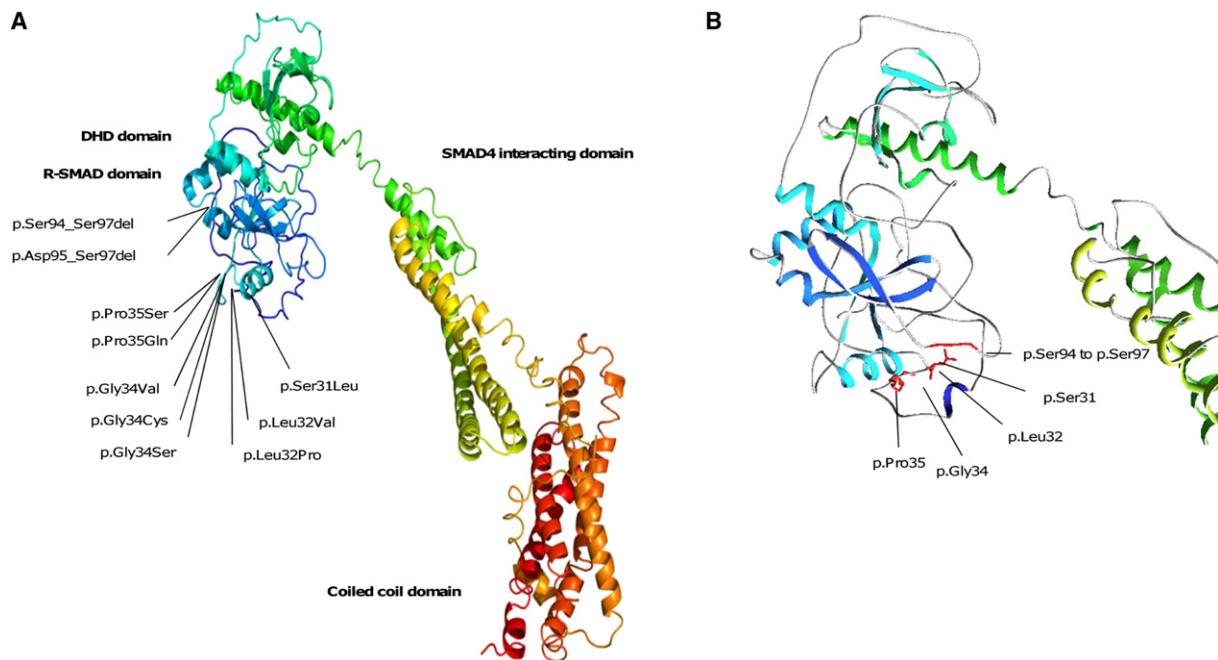 A
DHD domain
R-SMAD domain
SMAD4 interacting domain
p.Ser94_Ser97del
p.Asp95_Ser97del
p.Pro35Ser
p.Pro35Gln
p.Gly34Val
p.Gly34Cys
p.Gly34Ser
p.Ser31Leu
p.Leu32Val
p.Leu32Pro
Coiled coil domain
B
p.Ser94 to p.Ser97
p.Ser31
p.Leu32
p.Gly34
p.Pro35